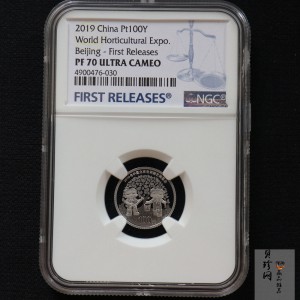 2019 China Pt100Y
World Horticultural Expo.
Beijing - First Releases
PF 70 ULTRA CAMEO
4900476-030
FIRST RELEASES®
NGC